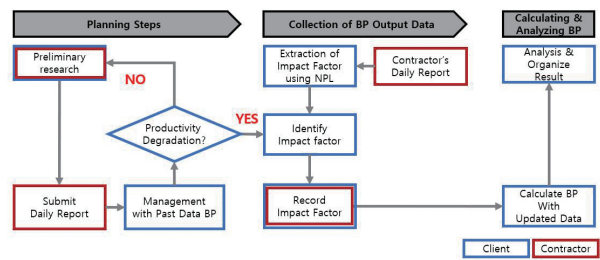 Planning Steps
Collection of BP Output Data
Calculating &
Analyzing BP
Preliminary
research
NO
Productivity
Degradation?
YES
Submit
Daily Report
Management
with Past Data BP
Extraction of
Impact Factor
using NPL
Contractor's
Daily Report
Identify
Impact factor
Record
Impact Factor
Analysis &
Organize
Result
Calculate BP
With
Updated Data
Client
Contractor